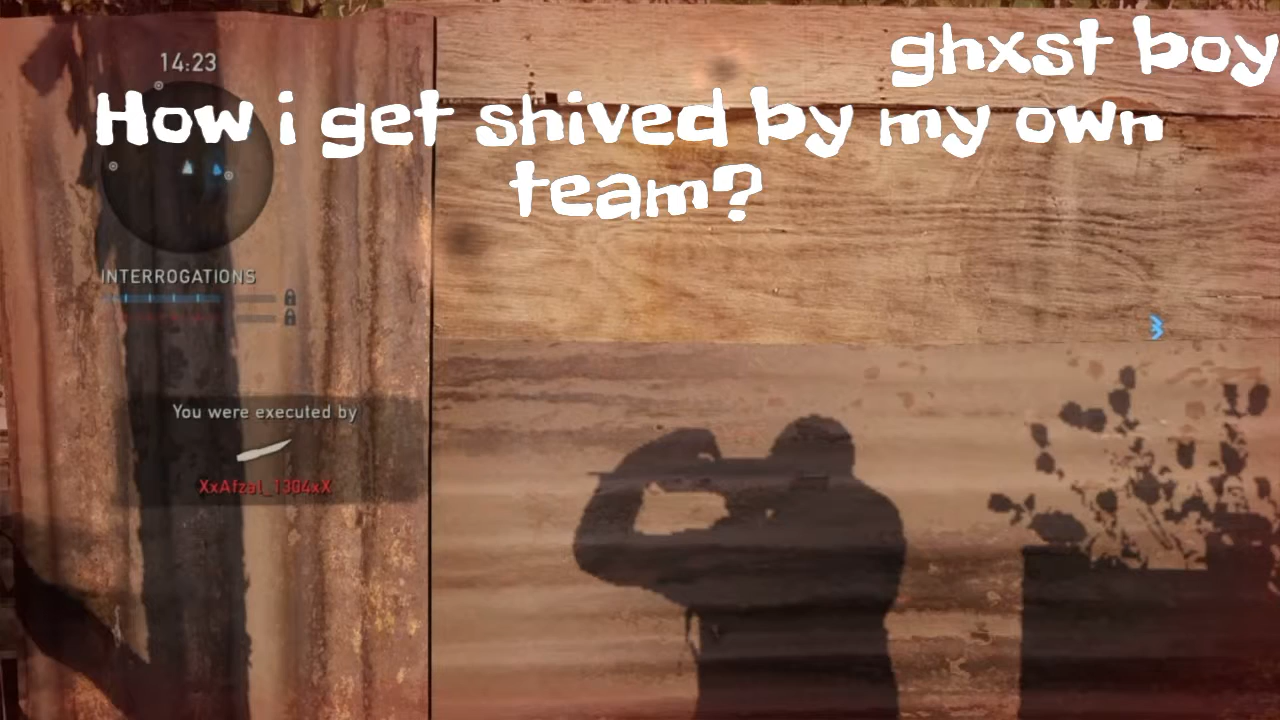 ghxst boy
14:23
How i get shived by my own
team?
INTERROGATIONS
You were executed by
XxAfzal_1304xX